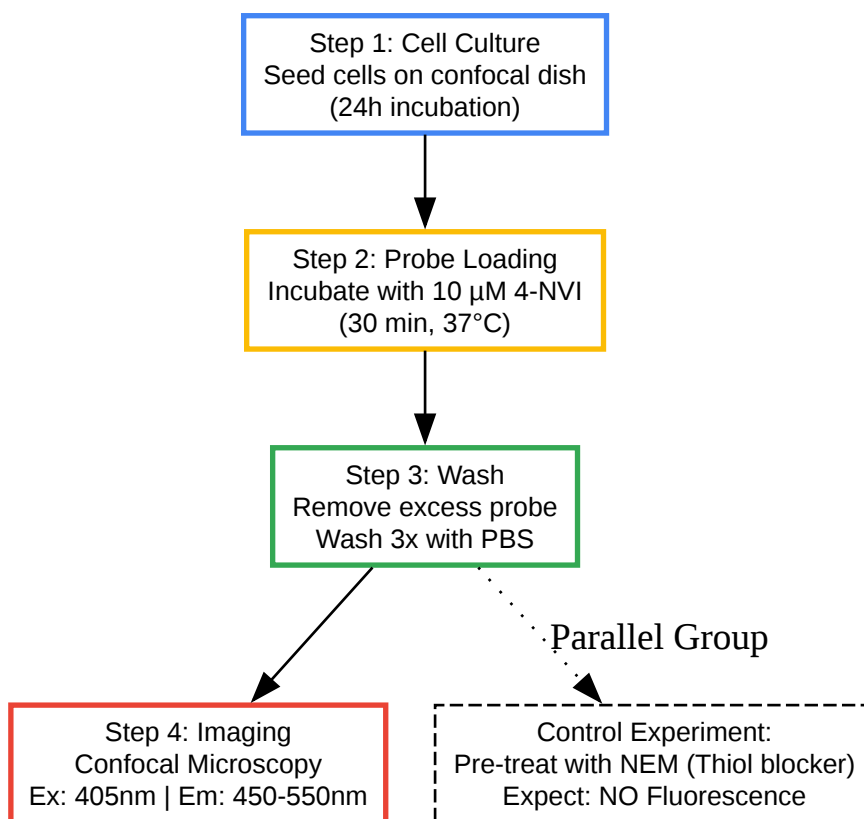 Step 1: Cell Culture
Seed cells on confocal dish
(24h incubation)
Step 2: Probe Loading
Incubate with 10 µM 4-NVI
(30 min, 37°C)
Step 3: Wash
Remove excess probe
Wash 3x with PBS
Parallel Group
Step 4: Imaging
Confocal Microscopy
Ex: 405nm | Em: 450-550nm
Control Experiment:
Pre-treat with NEM (Thiol blocker)
Expect: NO Fluorescence